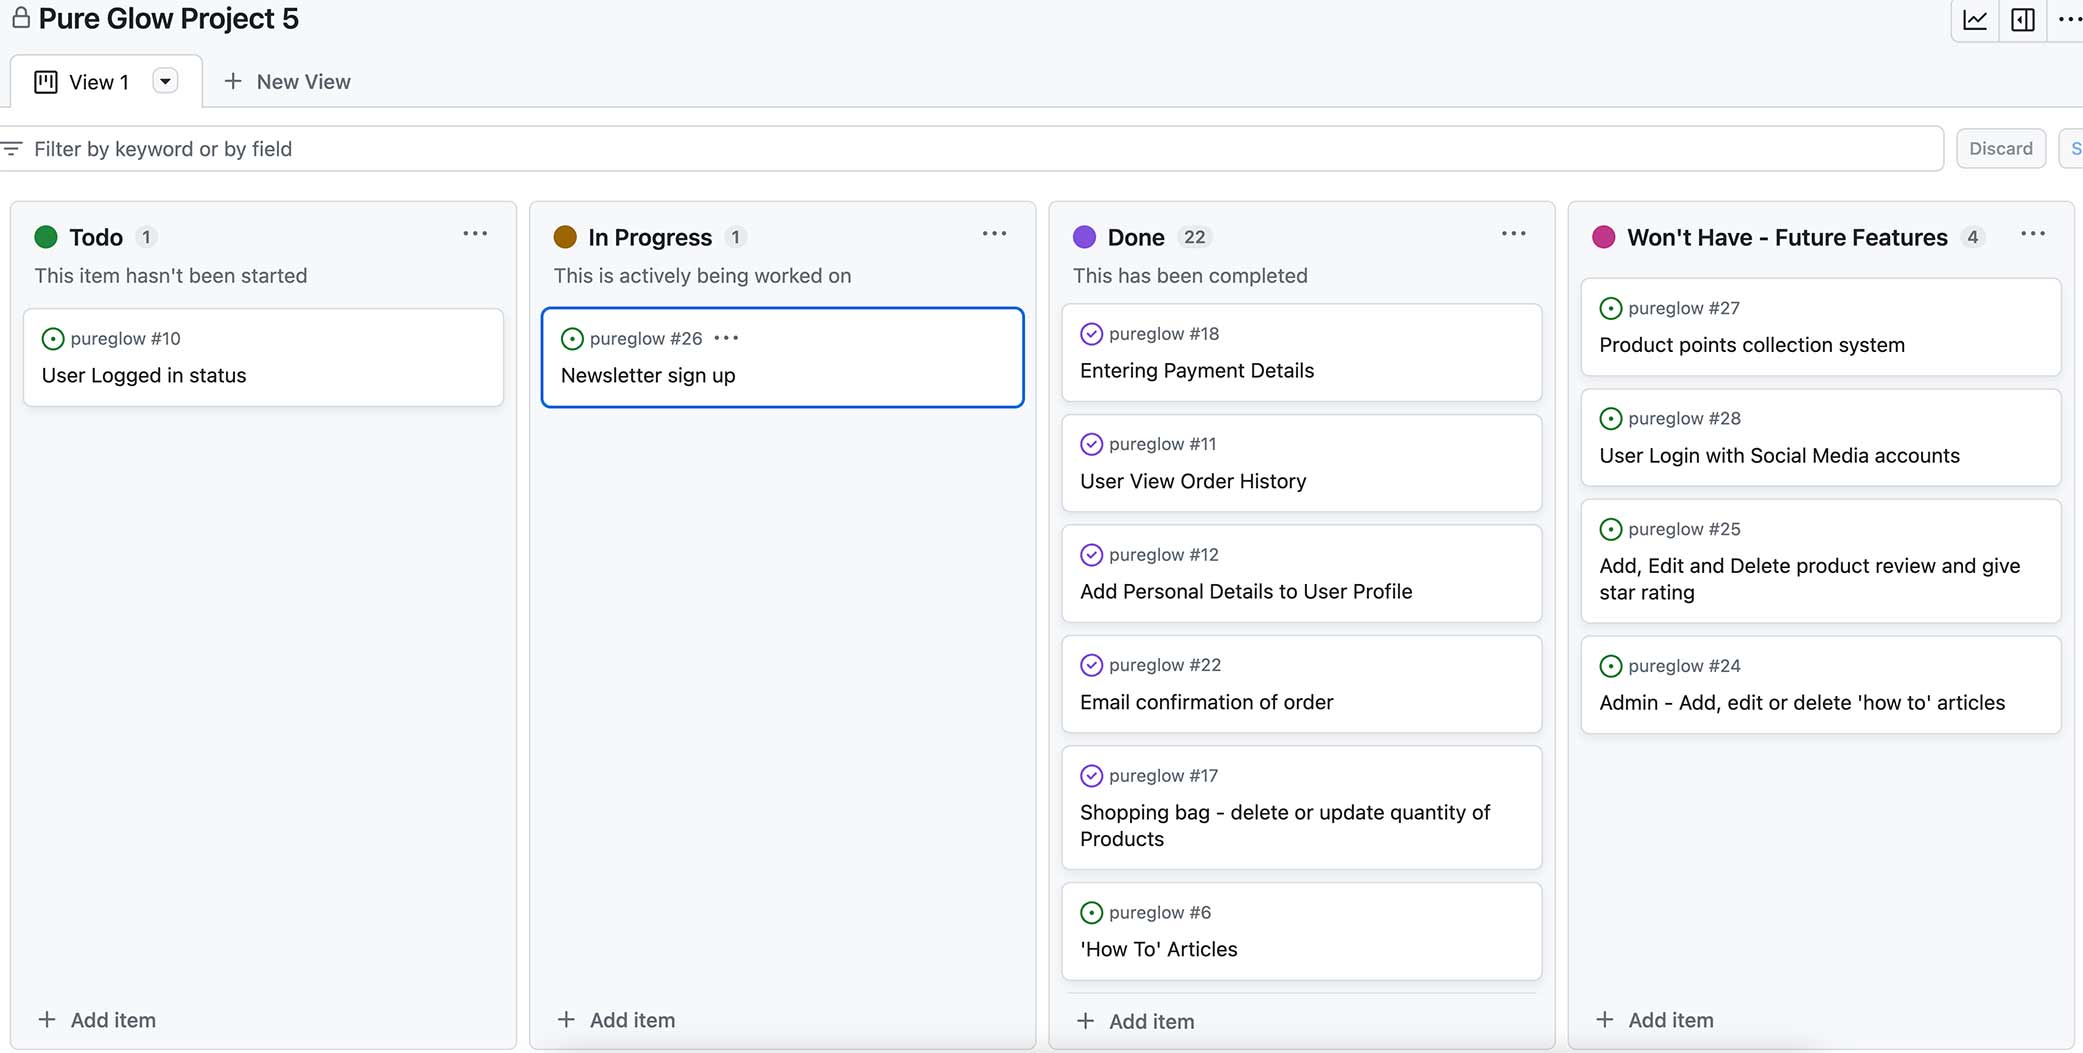 Pure Glow Project 5
View 1
New View
Filter by keyword or by field
Discard
S
Todo 1
This item hasn't been started
pureglow #10
User Logged in status
Add item
In Progress 1
This is actively being worked on
pureglow #26
Newsletter sign up
Add item
Done 22
This has been completed
pureglow #18
Entering Payment Details
pureglow #11
User View Order History
pureglow #12
Add Personal Details to User Profile
pureglow #22
Email confirmation of order
pureglow #17
Shopping bag - delete or update quantity of
Products
pureglow #6
'How To' Articles
Add item
Won't Have - Future Features 4
pureglow #27
Product points collection system
pureglow #28
User Login with Social Media accounts
pureglow #25
Add, Edit and Delete product review and give
star rating
pureglow #24
Admin - Add, edit or delete 'how to' articles
Add item